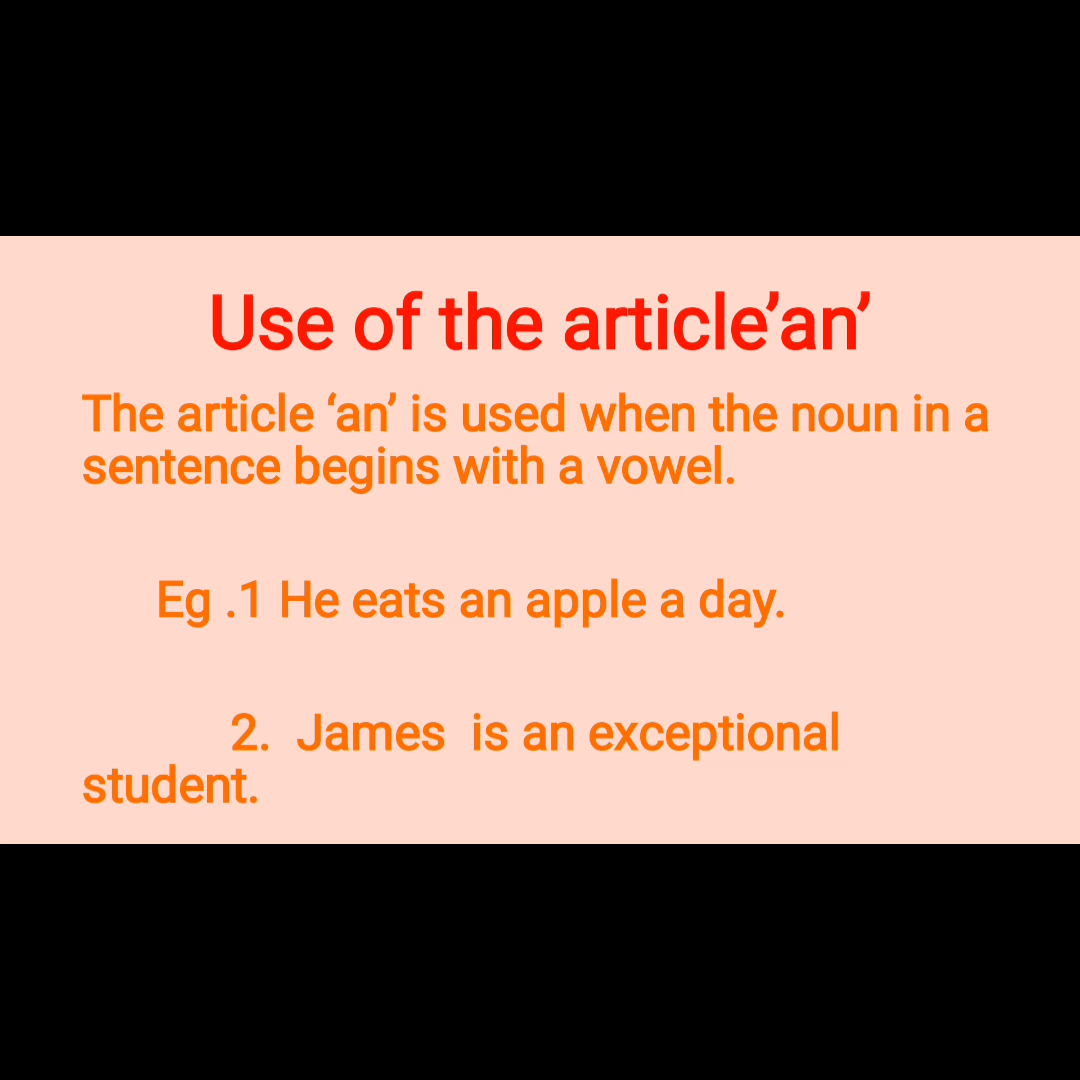 Use of the article’an’
The article ‘an’ is used when the noun in a
sentence begins with a vowel.
Eg .1 He eats an apple a day.
2. James is an exceptional
student.